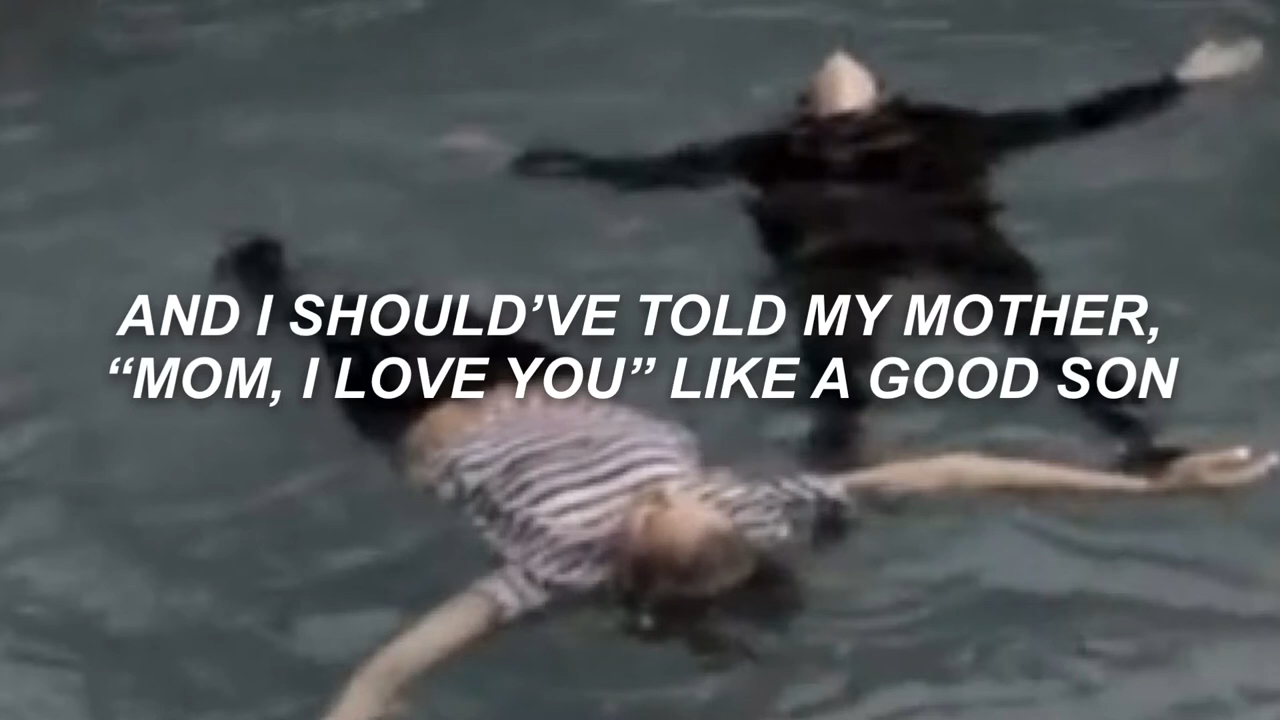 AND I SHOULD’VE TOLD MY MOTHER,
“MOM, I LOVE YOU” LIKE A GOOD SON